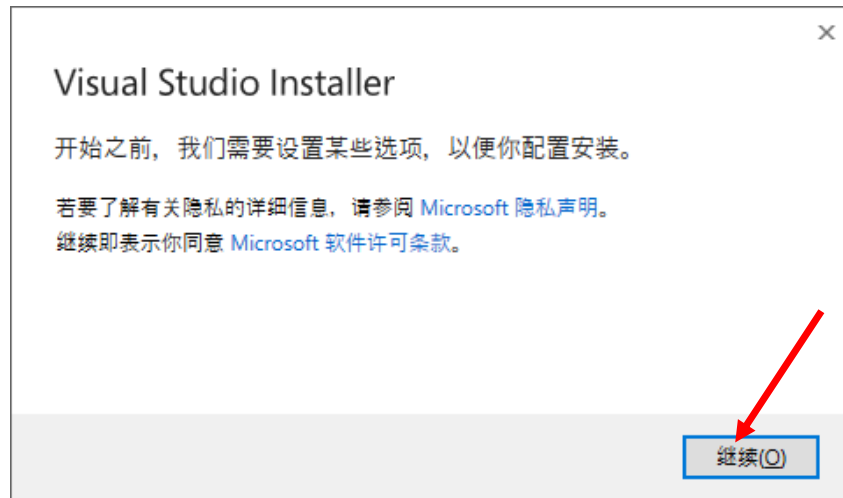 Visual Studio Installer
开始之前，我们需要设置某些选项，以便你配置安装。
若要了解有关隐私的详细信息，请参阅 Microsoft 隐私声明。
继续即表示你同意 Microsoft 软件许可条款。
继续(O)